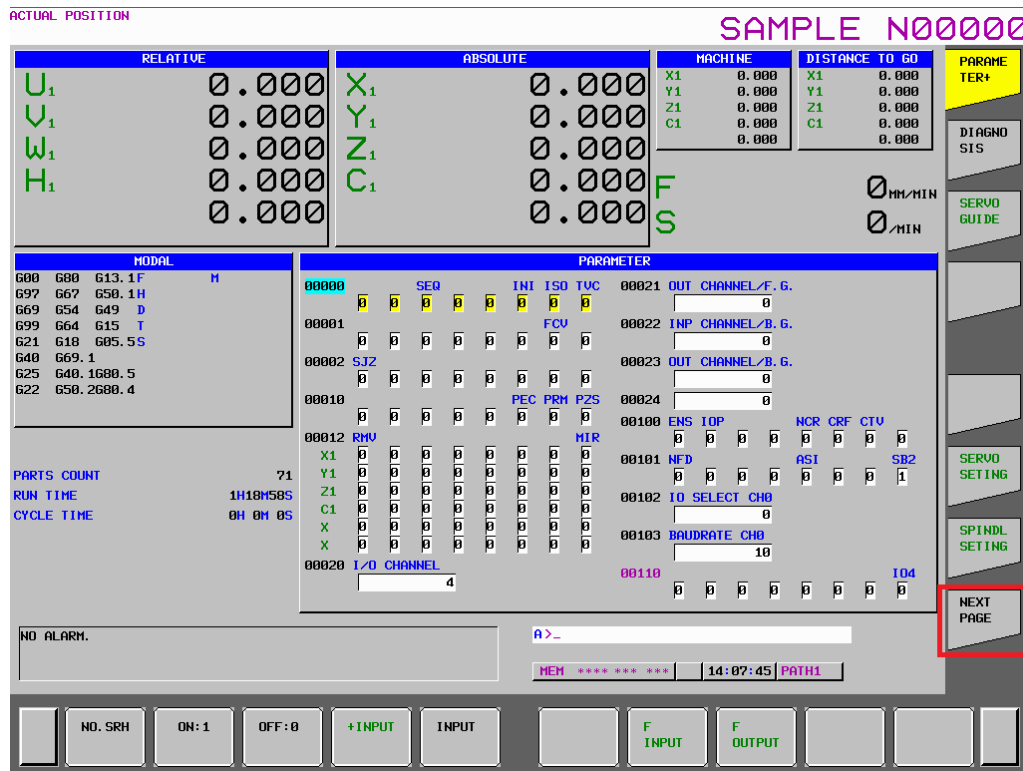 ACTUAL POSITION
SAMPLE N00000
RELATIVE
U1 0.000
V1 0.000
W1 0.000
H1 0.000
0.000
ABSOLUTE
X1 0.000
Y1 0.000
Z1 0.000
C1 0.000
0.000
MACHINE
X1 0.000
Y1 0.000
Z1 0.000
C1 0.000
0.000
DISTANCE TO GO
X1 0.000
Y1 0.000
Z1 0.000
C1 0.000
0.000
F 0MM/MIN
S 0/MIN
MODAL
G00 G80 G13.1F M
G97 G67 G50.1H
G69 G54 G49 D
G99 G64 G15 T
G21 G18 G05.5S
G40 G69.1
G25 G40.1G80.5
G22 G50.2G80.4
PARTS COUNT 71
RUN TIME 1H18M58S
CYCLE TIME 0H 0M 0S
PARAMETER
00000 SEQ INI ISO TVC
0 0 0 0 0 0 0 0
00001 FCV
0 0 0 0 0 0 0 0
00002 SJZ
0 0 0 0 0 0 0 0
00010 PEC PRM PZS
0 0 0 0 0 0 0 0
00012 RMV MIR
X1 0 0 0 0 0 0 0 0
Y1 0 0 0 0 0 0 0 0
Z1 0 0 0 0 0 0 0 0
C1 0 0 0 0 0 0 0 0
X 0 0 0 0 0 0 0 0
X 0 0 0 0 0 0 0 0
00020 I/O CHANNEL
4
00021 OUT CHANNEL/F.G.
0
00022 INP CHANNEL/B.G.
0
00023 OUT CHANNEL/B.G.
0
00024 0
00100 ENS IOP NCR CRF CTV
0 0 0 0 0 0 0 0
00101 NFD ASI SB2
0 0 0 0 0 0 0 1
00102 IO SELECT CH0
0
00103 BAUDRATE CH0
10
00110 IO4
0 0 0 0 0 0 0 0
NO ALARM.
A>_
MEM **** *** *** 14:07:45 PATH1
PARAME
TER+
DIAGNO
SIS
SERVO
GUIDE
SERVO
SETING
SPINDL
SETING
NEXT
PAGE
NO.SRH
ON:1
OFF:0
+INPUT
INPUT
F
INPUT
F
OUTPUT